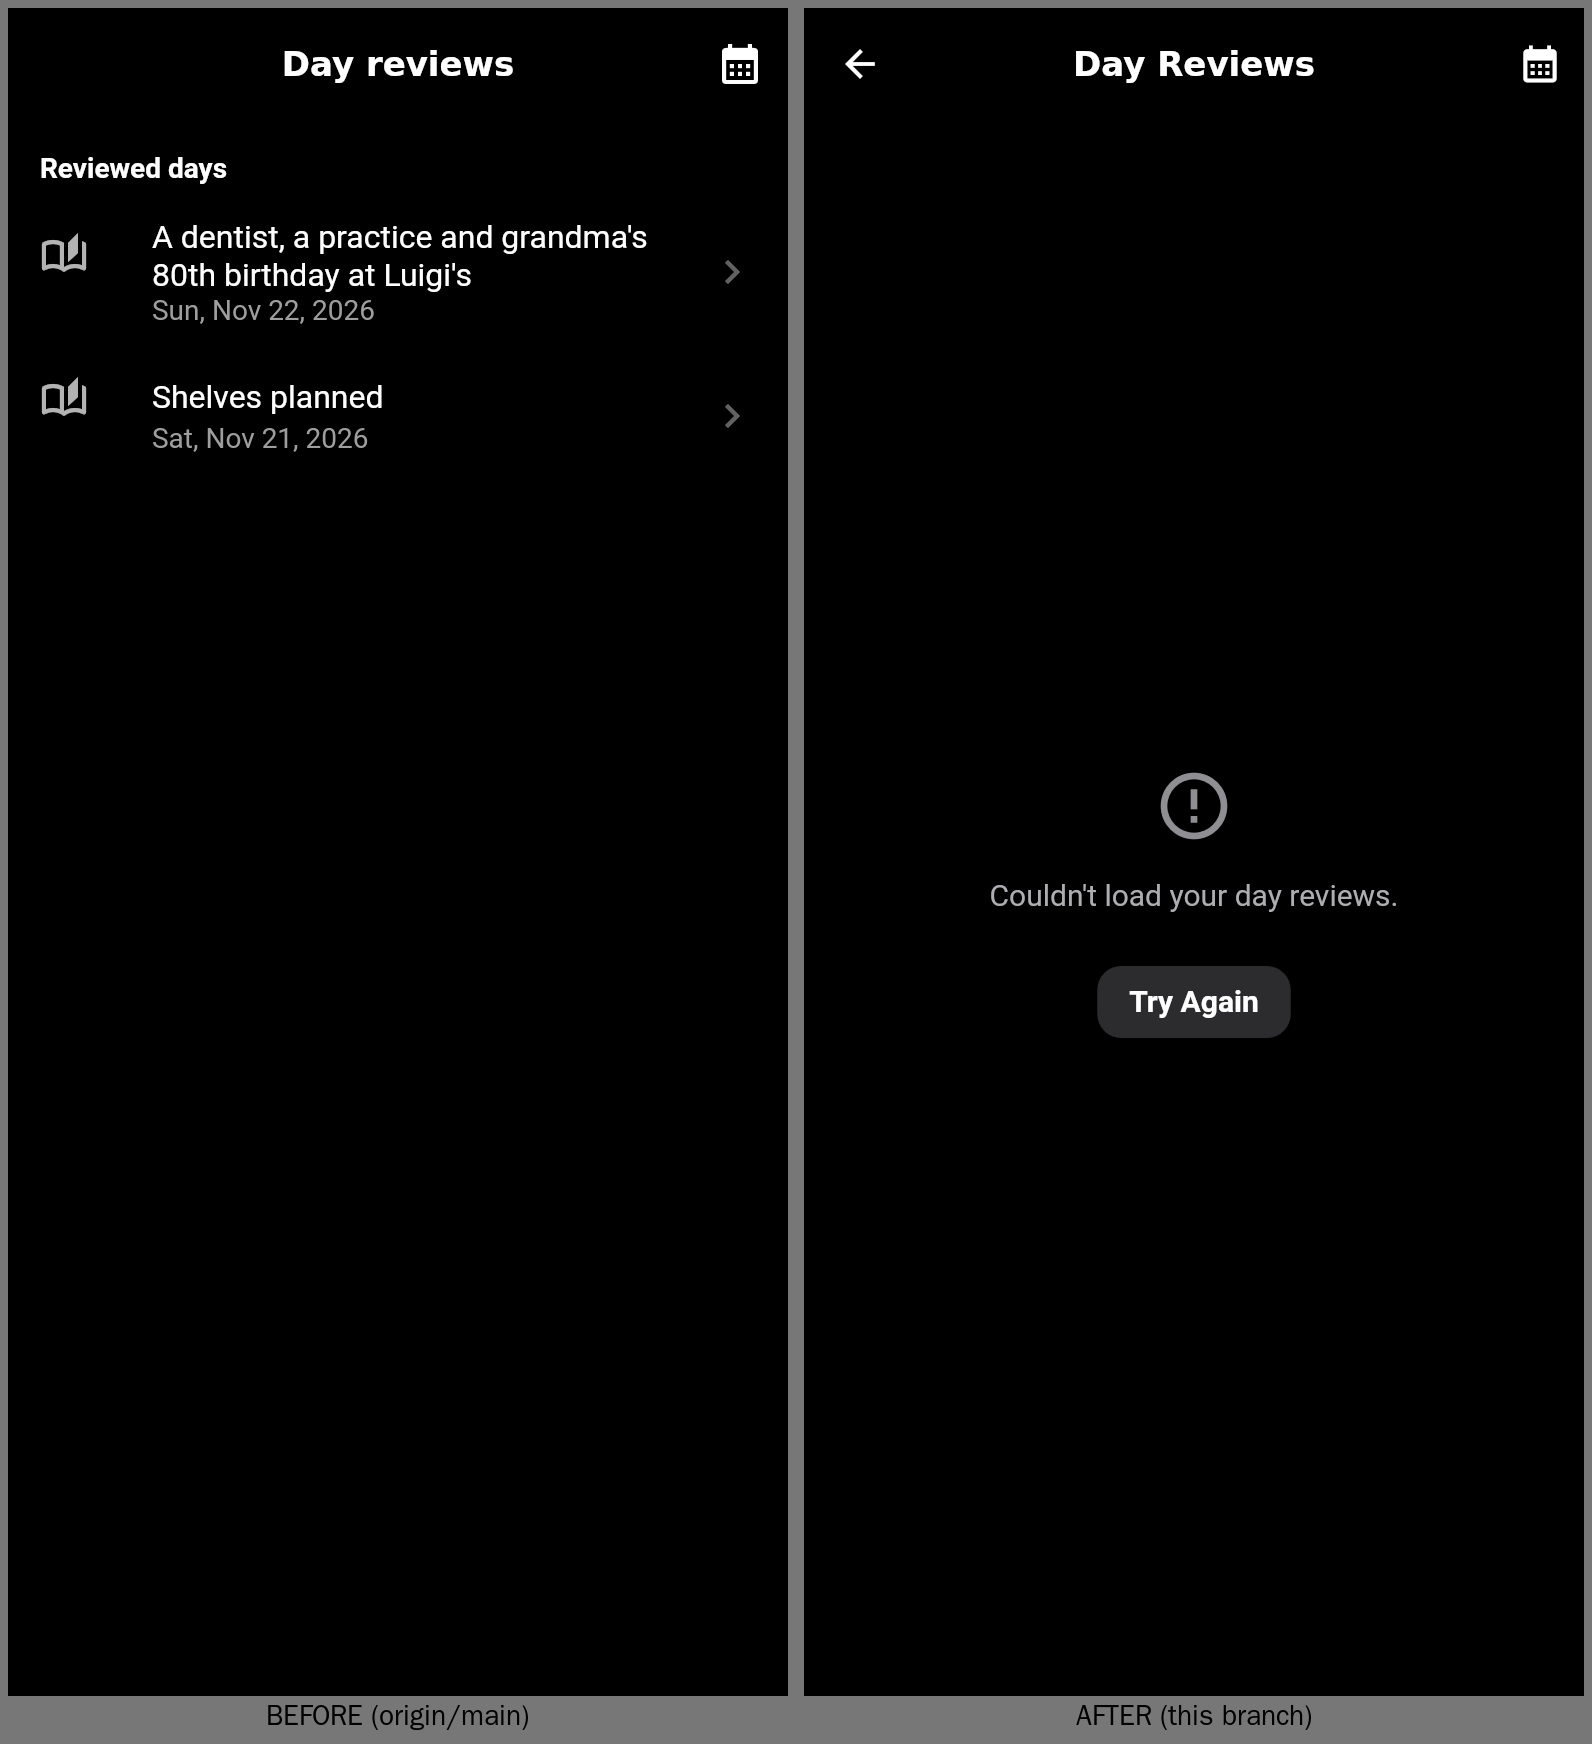 Day reviews
Reviewed days
A dentist, a practice and grandma's
80th birthday at Luigi's
Sun, Nov 22, 2026
Shelves planned
Sat, Nov 21, 2026
BEFORE (origin/main)
Day Reviews
Couldn't load your day reviews.
Try Again
AFTER (this branch)